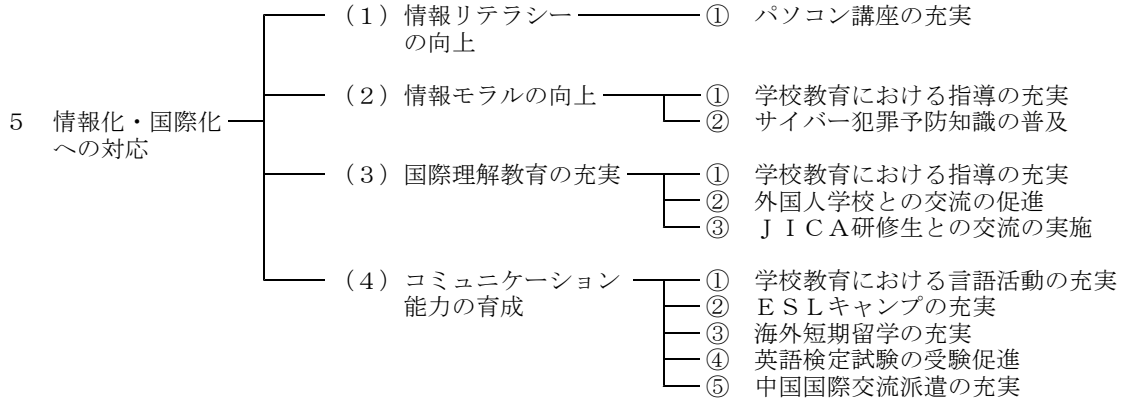 5 情報化・国際化
への対応
(1)情報リテラシー
の向上
① パソコン講座の充実
(2)情報モラルの向上
① 学校教育における指導の充実
② サイバー犯罪予防知識の普及
(3)国際理解教育の充実
① 学校教育における指導の充実
② 外国人学校との交流の促進
③ JICA研修生との交流の実施
(4)コミュニケーション
能力の育成
① 学校教育における言語活動の充実
② ESLキャンプの充実
③ 海外短期留学の充実
④ 英語検定試験の受験促進
⑤ 中国国際交流派遣の充実